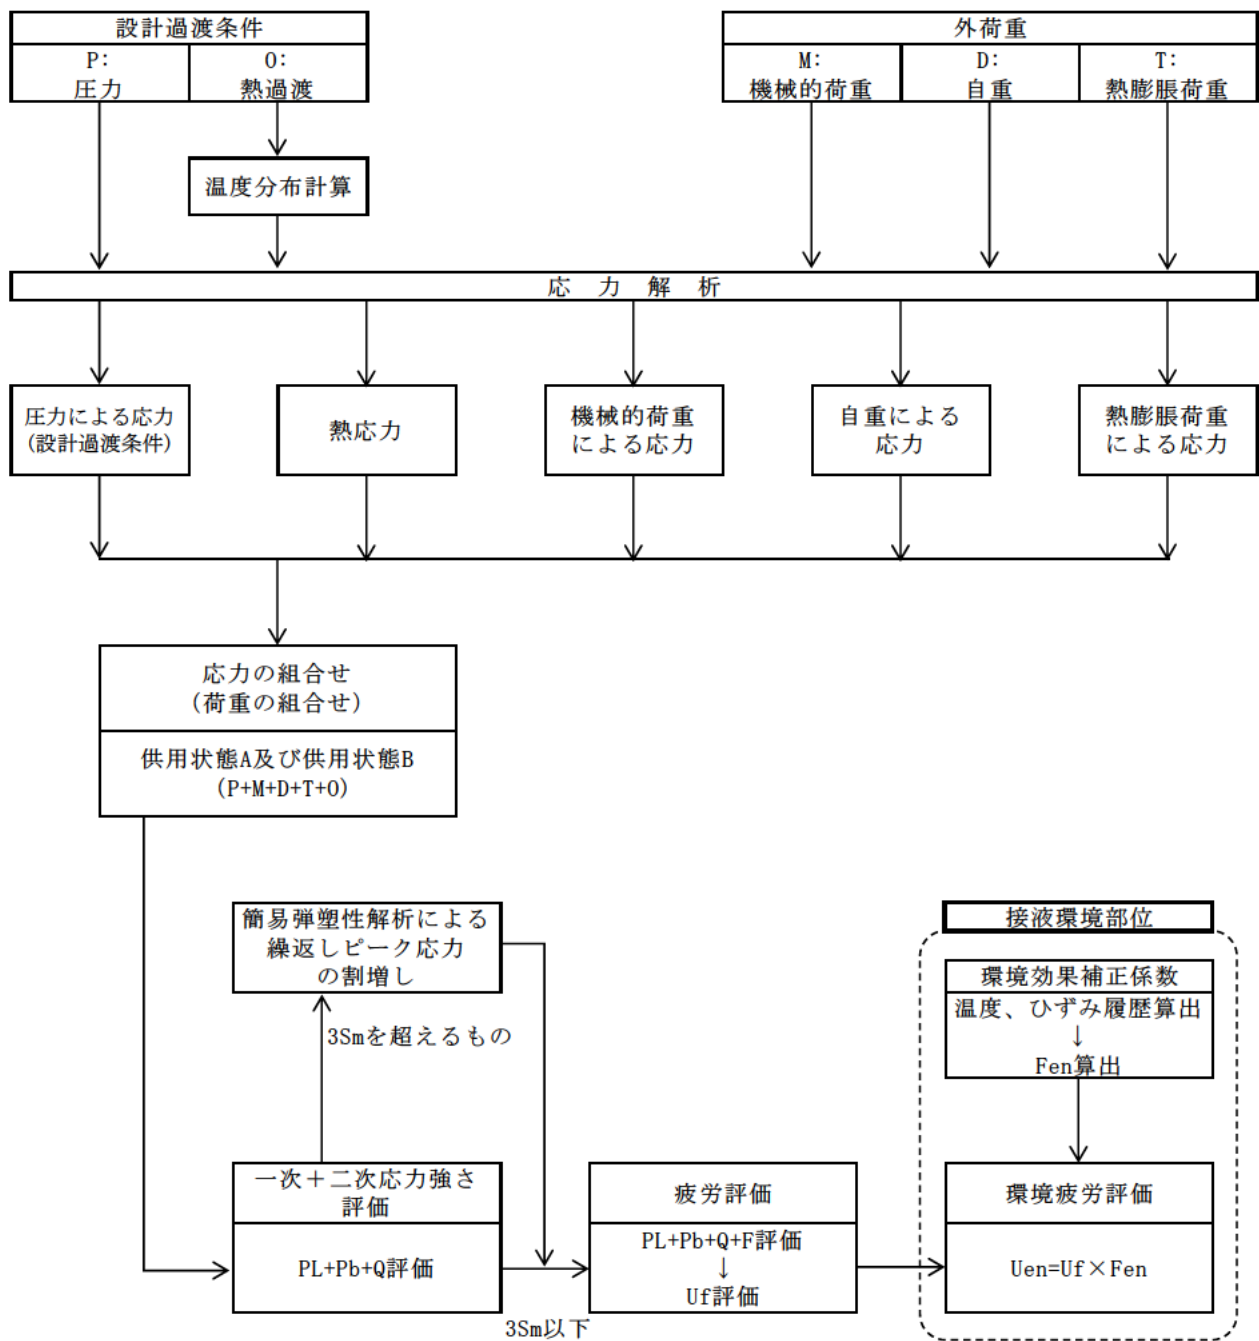 設計過渡条件
P:
圧力
O:
熱過渡
外荷重
M:
機械的荷重
D:
自重
T:
熱膨脹荷重
温度分布計算
応 力 解 析
圧力による応力
(設計過渡条件)
熱応力
機械的荷重
による応力
自重による
応力
熱膨脹荷重
による応力
応力の組合せ
(荷重の組合せ)
供用状態A及び供用状態B
(P+M+D+T+O)
簡易弾塑性解析による
繰返しピーク応力
の割増し
3Smを超えるもの
接液環境部位
環境効果補正係数
温度、ひずみ履歴算出
↓
Fen算出
一次+二次応力強さ
評価
PL+Pb+Q評価
疲労評価
PL+Pb+Q+F評価
↓
Uf評価
環境疲労評価
Uen=Uf×Fen
3Sm以下